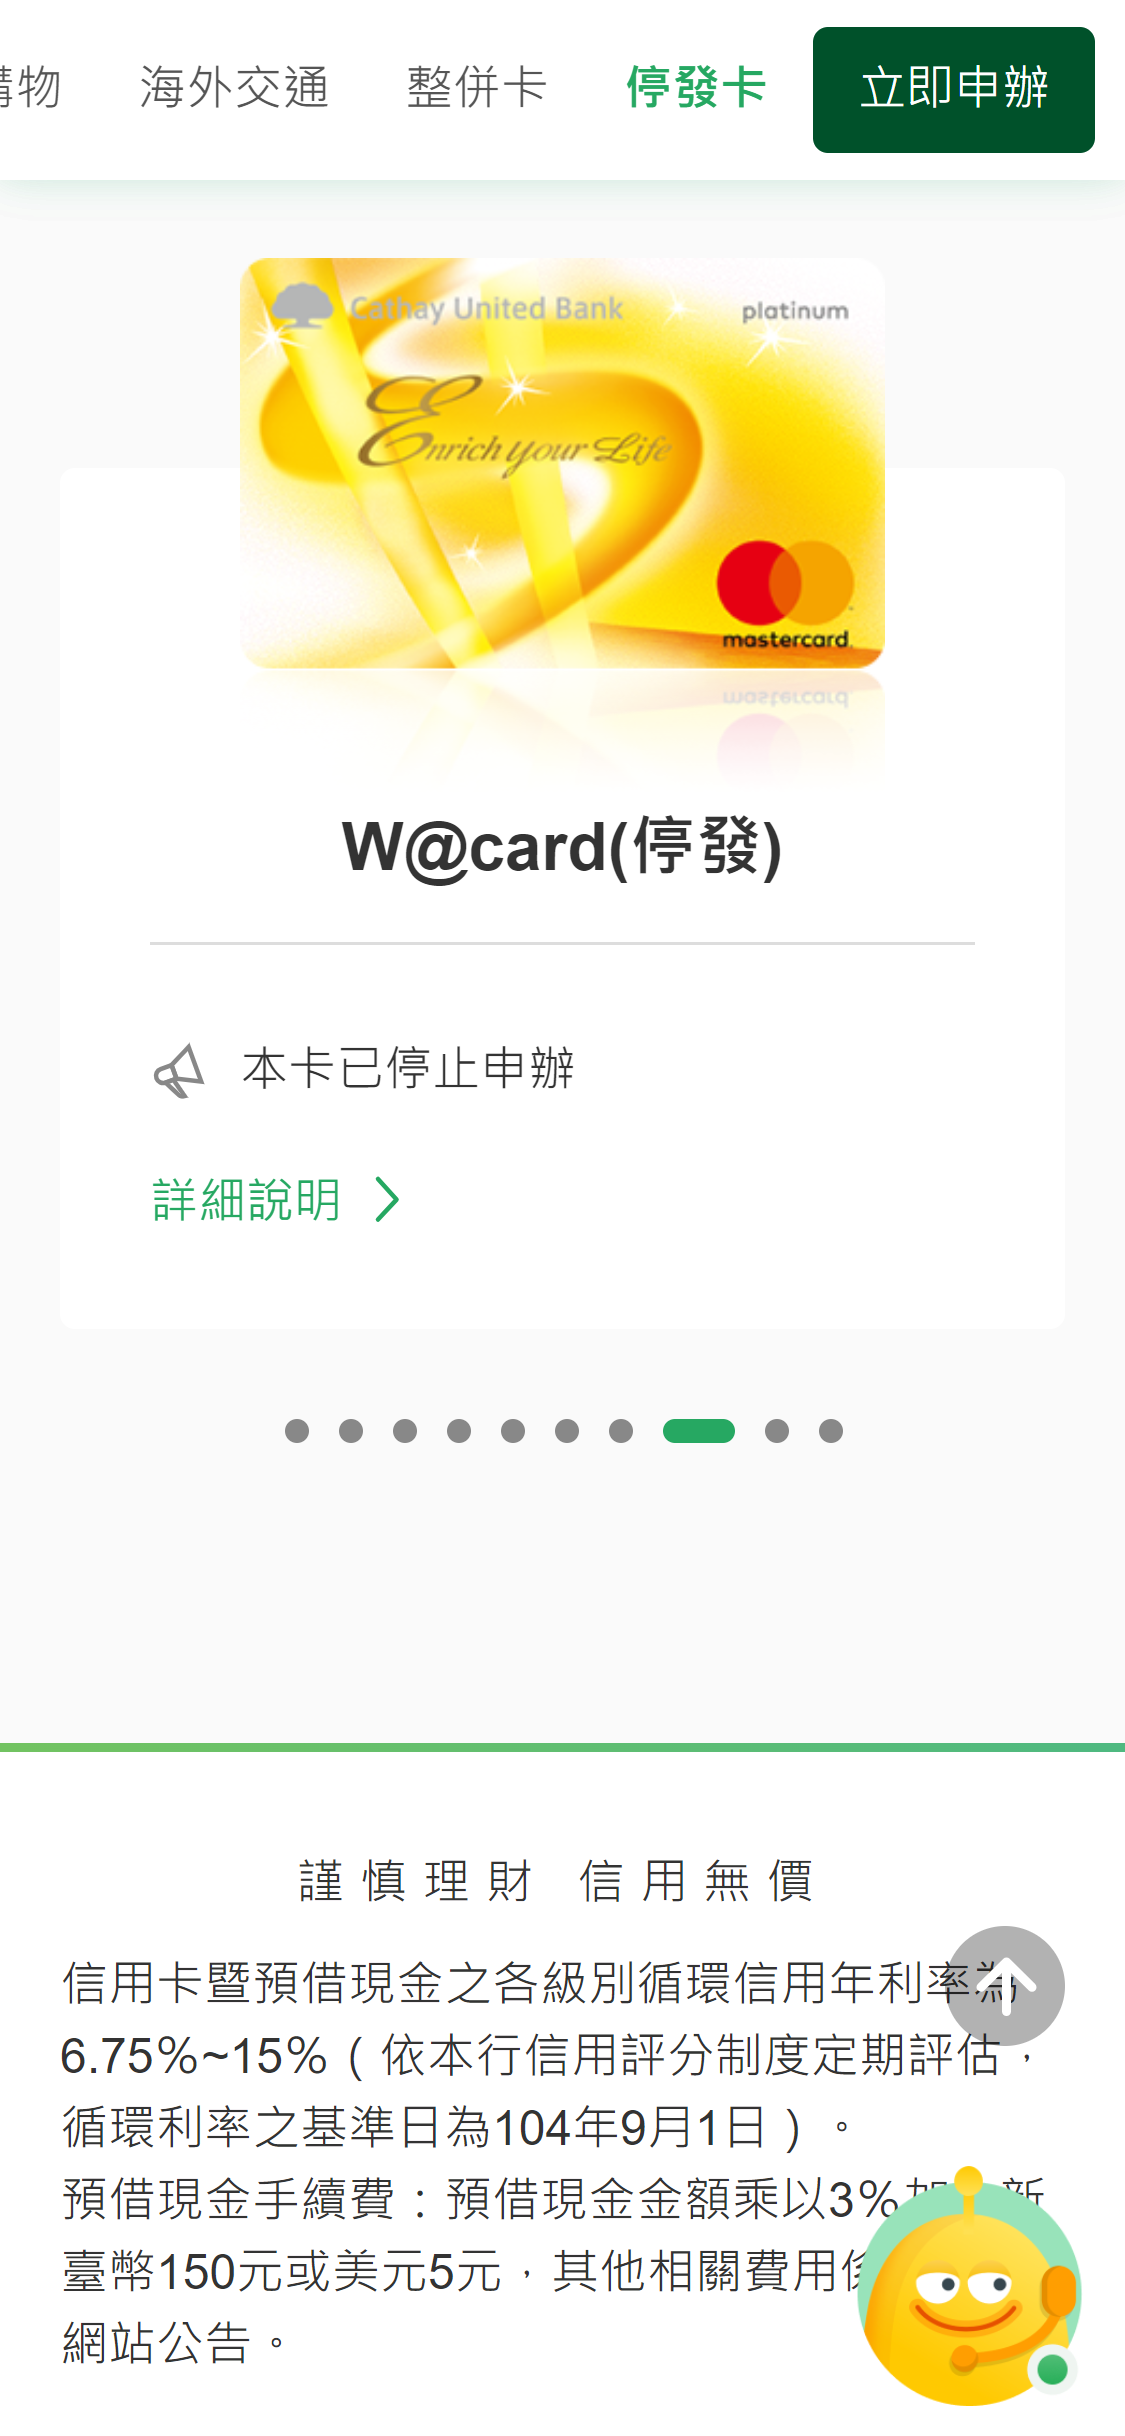 購物 海外交通 整併卡 停發卡 立即申辦
Cathay United Bank platinum
Enrich your Life
mastercard.
W@card(停發)
本卡已停止申辦
詳細說明
謹慎理財 信用無價
信用卡暨預借現金之各級別循環信用年利率為
6.75%~15%（依本行信用評分制度定期評估，
循環利率之基準日為104年9月1日）。
預借現金手續費：預借現金金額乘以3%加 新
臺幣150元或美元5元，其他相關費用係
網站公告。